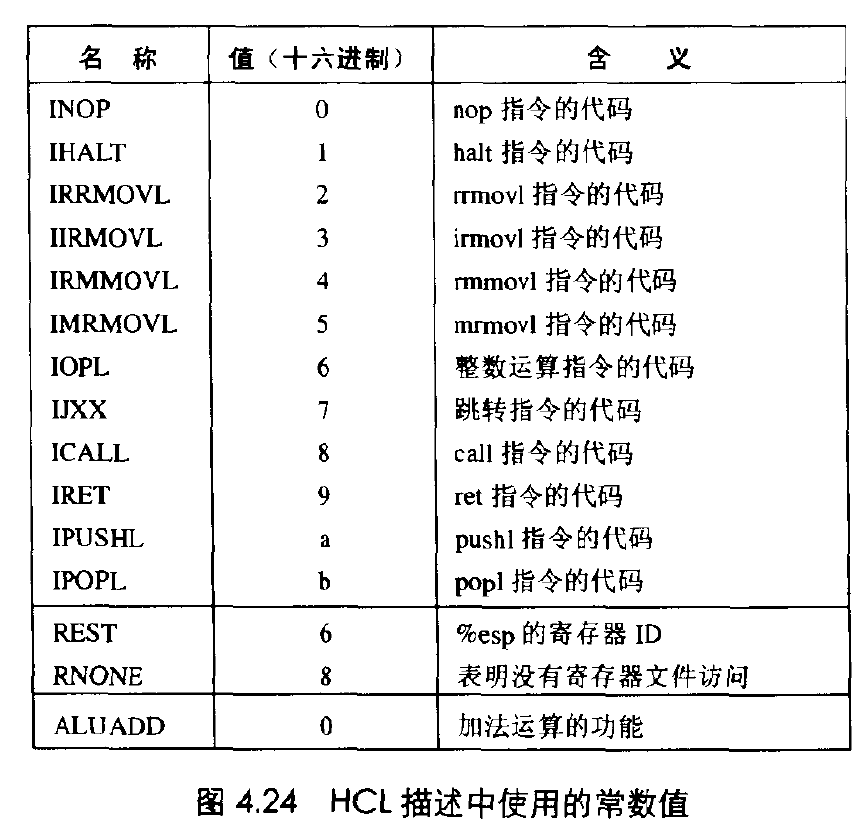 名 称 值（十六进制） 含 义
INOP 0 nop 指令的代码
IHALT 1 halt 指令的代码
IRRMOVL 2 rrmovl 指令的代码
IIRMOVL 3 irmovl 指令的代码
IRMMOVL 4 rmmovl 指令的代码
IMRMOVL 5 mrmovl 指令的代码
IOPL 6 整数运算指令的代码
IJXX 7 跳转指令的代码
ICALL 8 call 指令的代码
IRET 9 ret 指令的代码
IPUSHL a pushl 指令的代码
IPOPL b popl 指令的代码
REST 6 %esp 的寄存器 ID
RNONE 8 表明没有寄存器文件访问
ALUADD 0 加法运算的功能
图 4.24 HCL 描述中使用的常数值